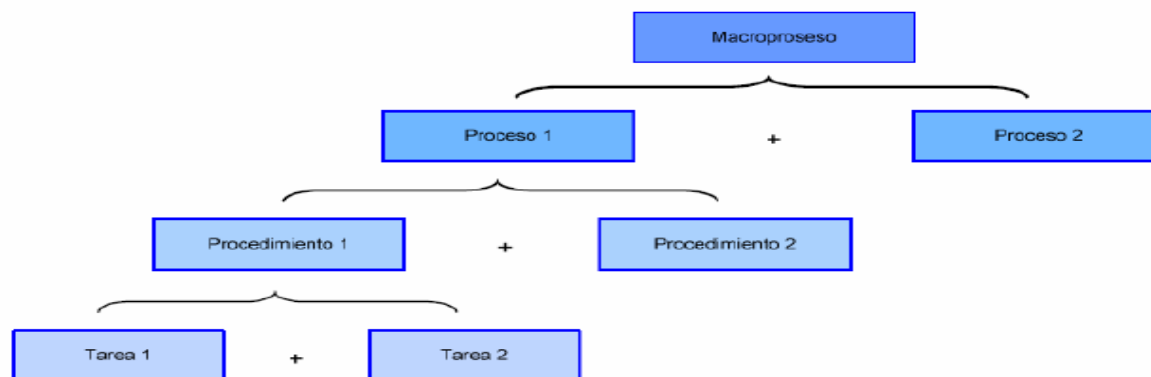 Macroproseso
Proceso 1
+
Proceso 2
Procedimiento 1
+
Procedimiento 2
Tarea 1
+
Tarea 2